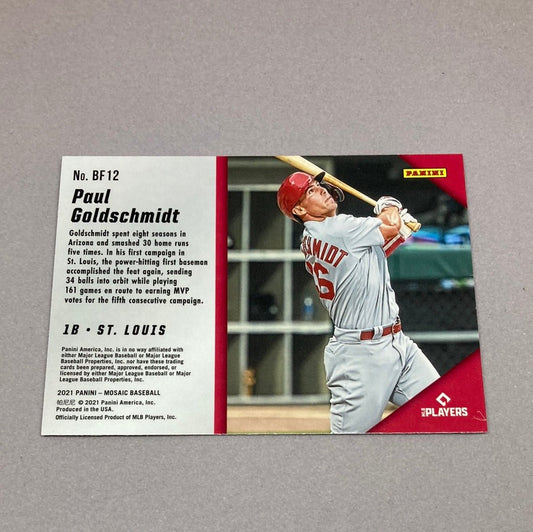 No. BF12
PANINI
Paul
Goldschmidt
Goldschmidt spent eight seasons in
Arizona and smashed 30 home runs
five times. In his first campaign in
St. Louis, the power-hitting first baseman
accomplished the feat again, sending
34 balls into orbit while playing
161 games en route to earning MVP
votes for the fifth consecutive campaign.
1B • ST. LOUIS
Panini America, Inc. is in no way affiliated with
either Major League Baseball or Major League
Baseball Properties, Inc. nor have these trading
cards been prepared, approved, endorsed, or
licensed by either Major League Baseball or Major
League Baseball Properties, Inc.
2021 PANINI – MOSAIC BASEBALL
帕尼尼 © 2021 Panini America, Inc.
Produced in the USA.
Officially Licensed Product of MLB Players, Inc.
SCHMIDT
46
MLB PLAYERS